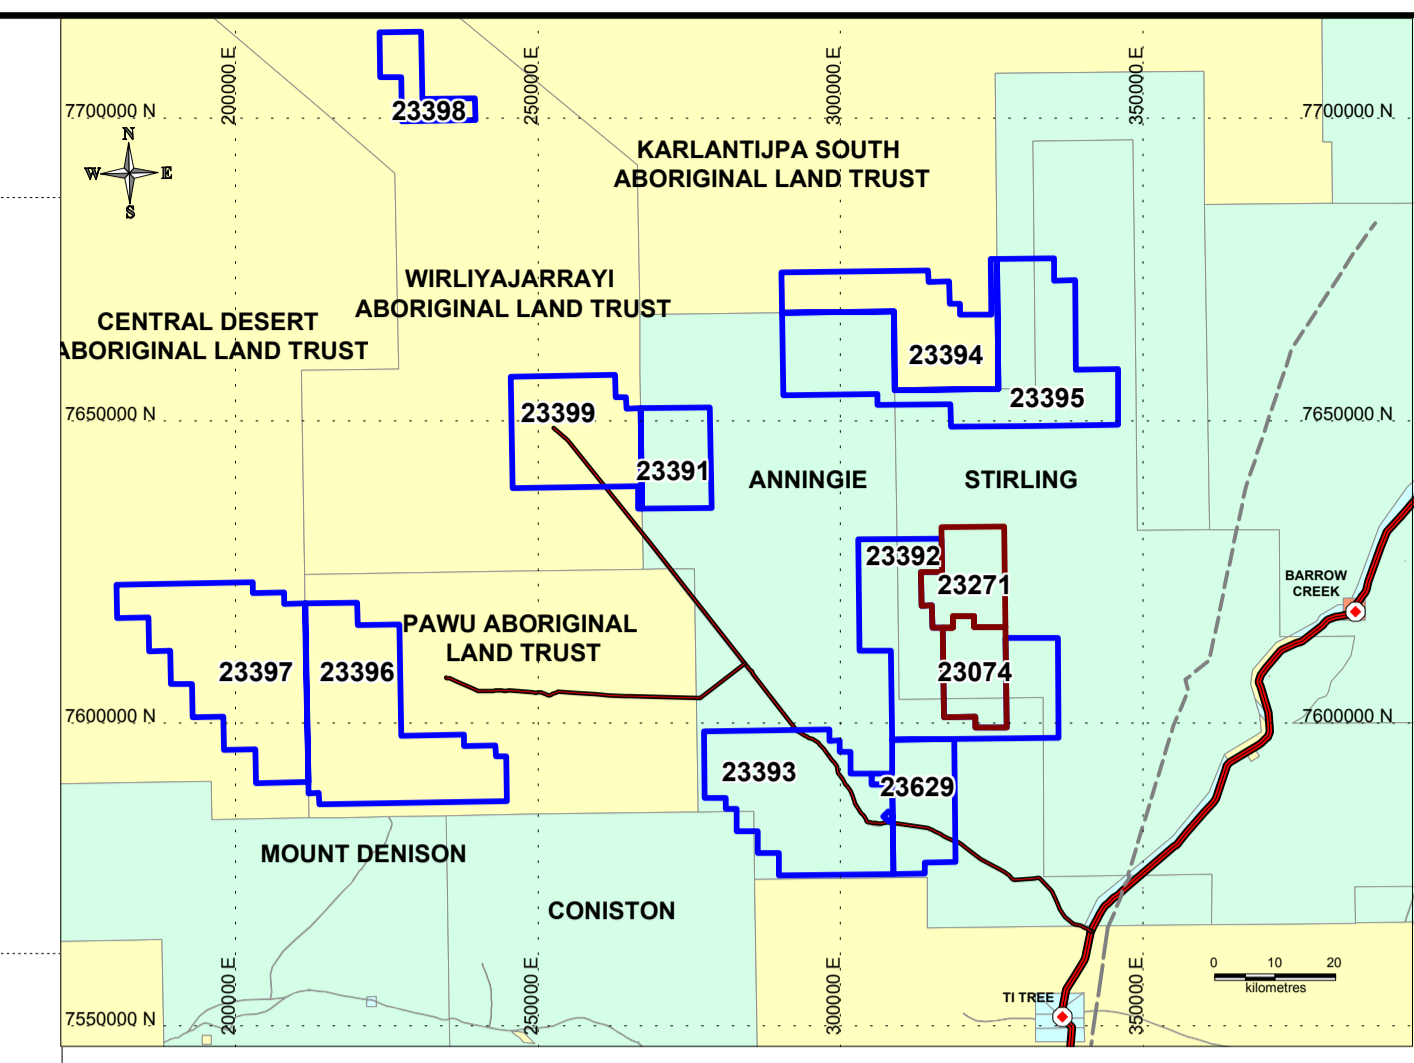 200000 E
250000 E
300000 E
350000 E
7700000 N
7700000 N
23398
N
W
E
S
KARLANTIJPA SOUTH
ABORIGINAL LAND TRUST
WIRLIYAJARRAYI
ABORIGINAL LAND TRUST
CENTRAL DESERT
ABORIGINAL LAND TRUST
23394
23395
23399
7650000 N
7650000 N
23391
ANNINGIE
STIRLING
23392
23271
BARROW
CREEK
PAWU ABORIGINAL
LAND TRUST
23397
23396
23074
7600000 N
7600000 N
23393
23629
MOUNT DENISON
CONISTON
0
10
20
kilometres
TI TREE
7550000 N
200000 E
250000 E
300000 E
350000 E